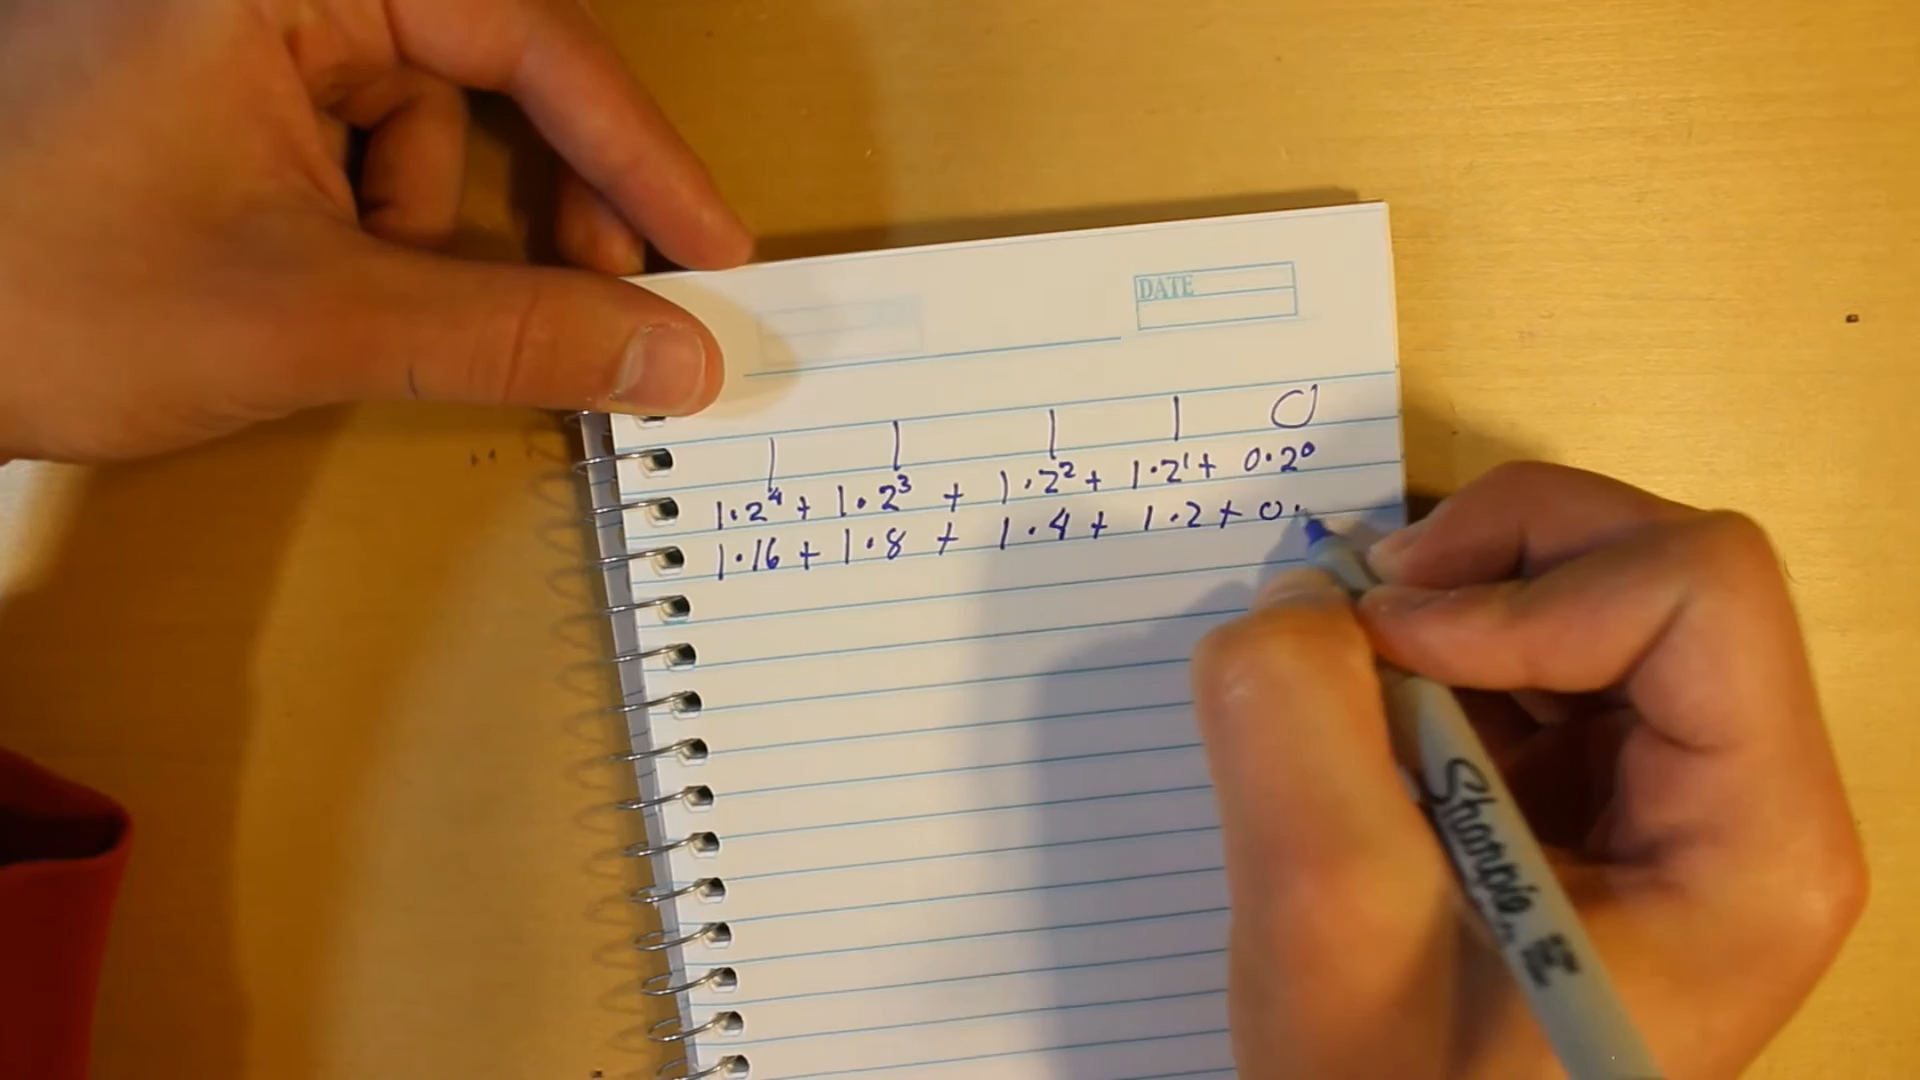 DATE
1 1 1 1 0
1·2⁴ + 1·2³ + 1·2² + 1·2¹ + 0·2⁰
1·16 + 1·8 + 1·4 + 1·2 + 0·
Sharpie